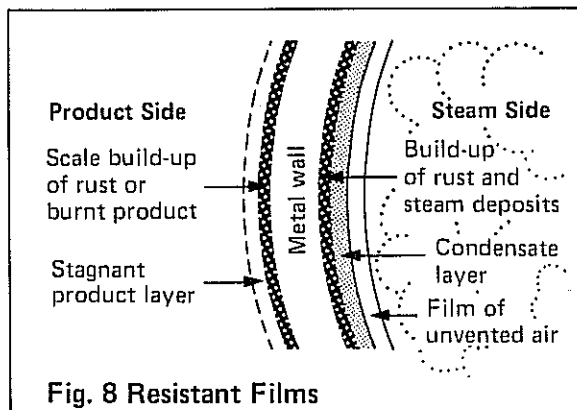 Product Side
Scale build-up
of rust or
burnt product
Stagnant
product layer
Metal wall
Steam Side
Build-up
of rust and
steam deposits
Condensate
layer
Film of
unvented air
Fig. 8 Resistant Films